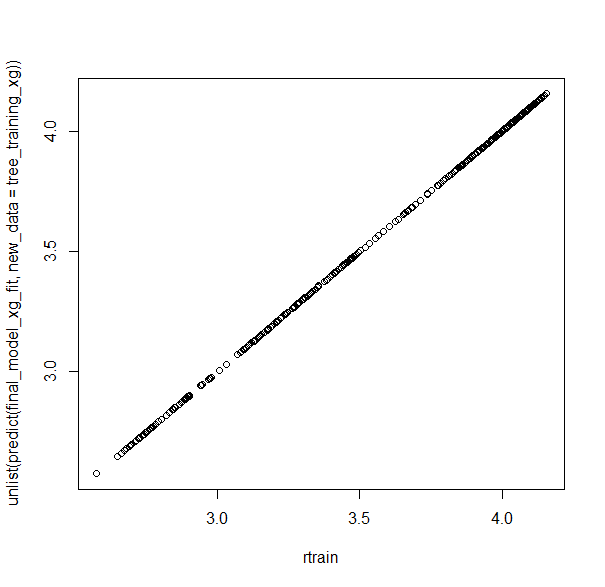 unlist(predict(final_model_xg_fit, new_data = tree_training_xg))
4.0
3.5
3.0
3.0 3.5 4.0
rtrain